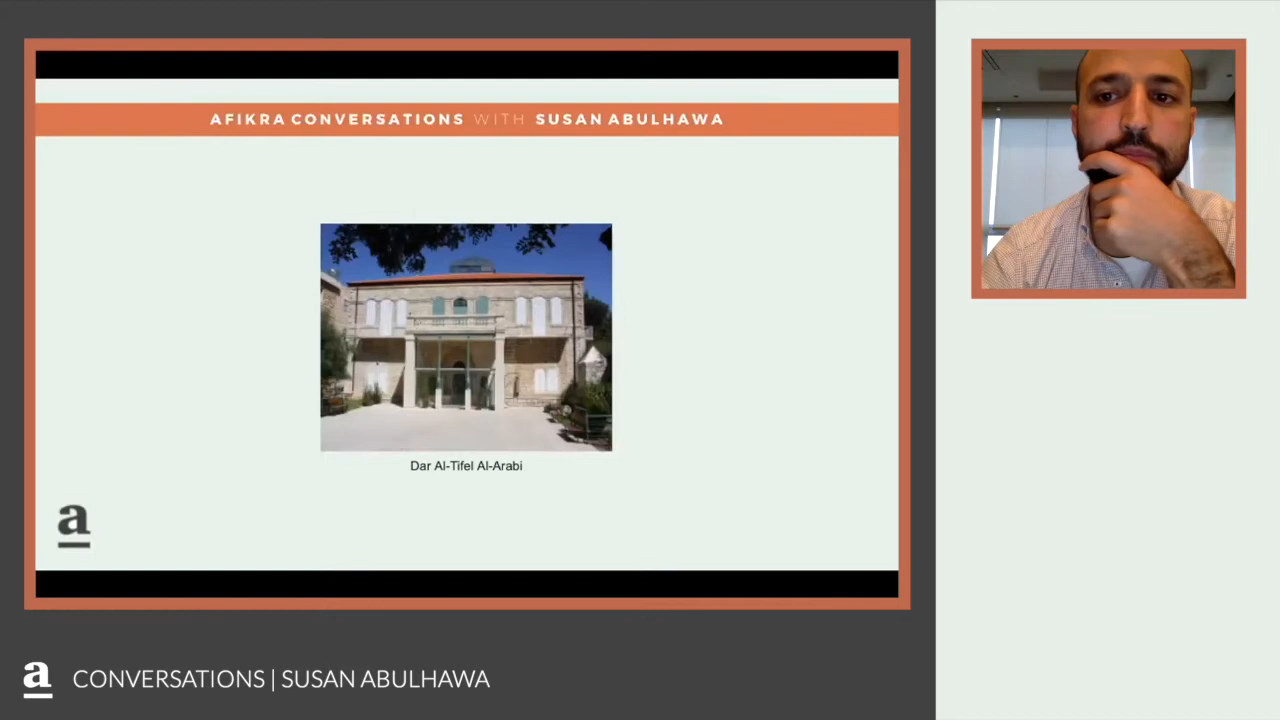 AFIKRA CONVERSATIONS WITH SUSAN ABULHAWA
Dar Al-Tifel Al-Arabi
a
a CONVERSATIONS | SUSAN ABULHAWA